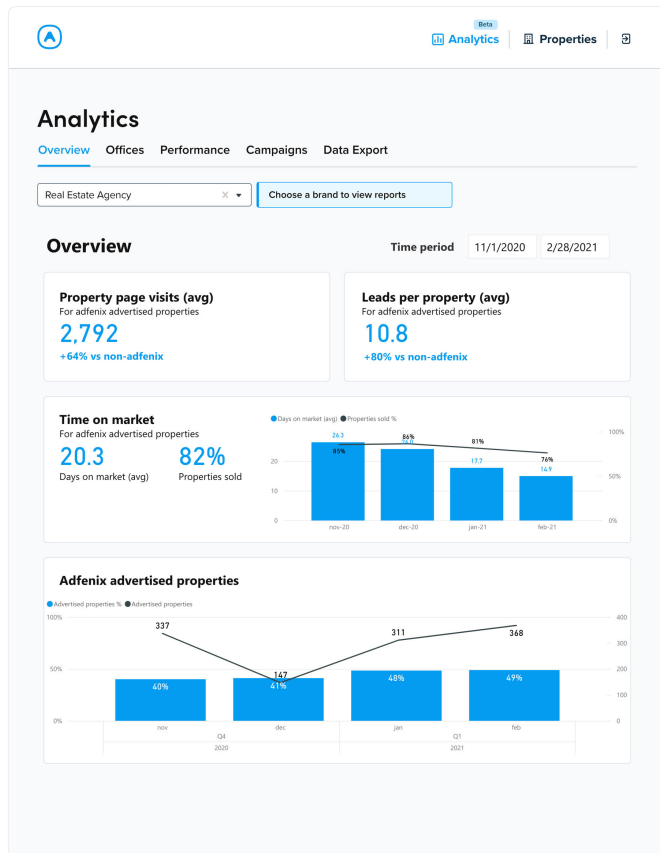 Beta
Analytics
Properties
Analytics
Overview Offices Performance Campaigns Data Export
Real Estate Agency
Choose a brand to view reports
Overview
Time period 11/1/2020 2/28/2021
Property page visits (avg)
For adfenix advertised properties
2,792
+64% vs non-adfenix
Leads per property (avg)
For adfenix advertised properties
10.8
+80% vs non-adfenix
Time on market
For adfenix advertised properties
20.3
Days on market (avg)
82%
Properties sold
Days on market (avg) Properties sold %
26.3 86% 24.0 81% 76%
85% 17.7 14.9
100%
50%
0%
20
10
0
nov-20 dec-20 jan-21 feb-21
Adfenix advertised properties
Advertised properties % Advertised properties
100%
50%
0%
337 147 311 368
40% 41% 48% 49%
400
300
200
100
0
nov dec jan feb
Q4 Q1
2020 2021